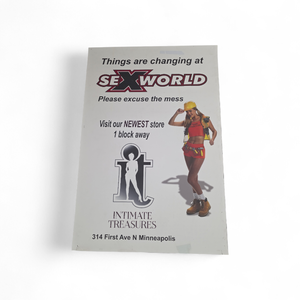 Things are changing at
SEXWORLD
Please excuse the mess
Visit our NEWEST store
1 block away
it
INTIMATE
TREASURES
314 First Ave N Minneapolis